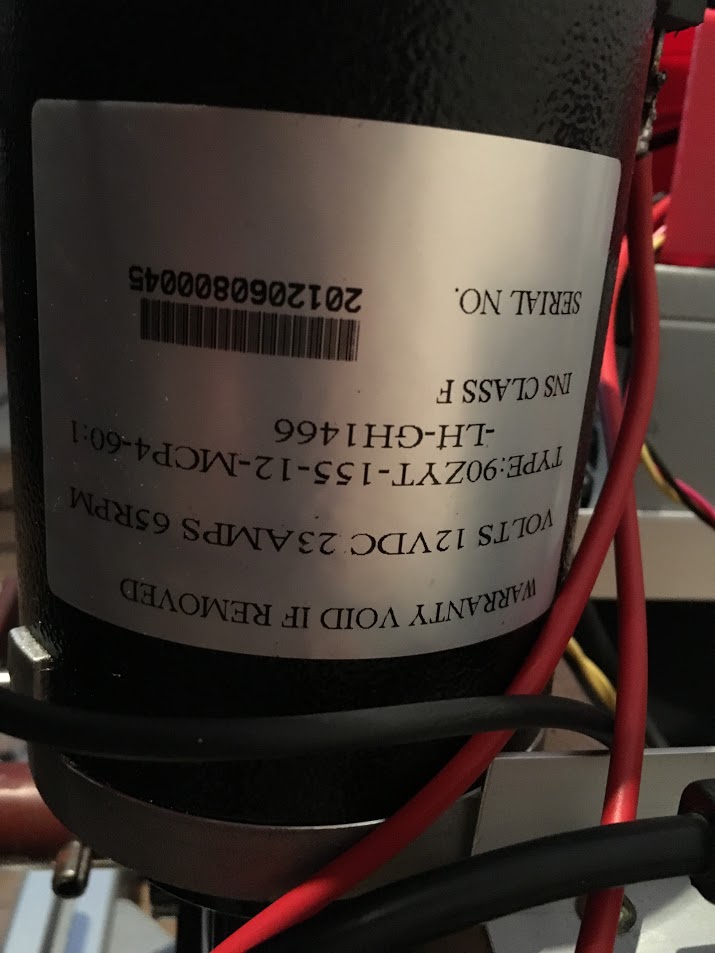 WARRANTY VOID IF REMOVED
VOLTS 12VDC 23AMPS 65RPM
TYPE:90ZYT-155-12-MCP4-60:1
-LH-GH1466
INS CLASS F
SERIAL NO.
2012060800045